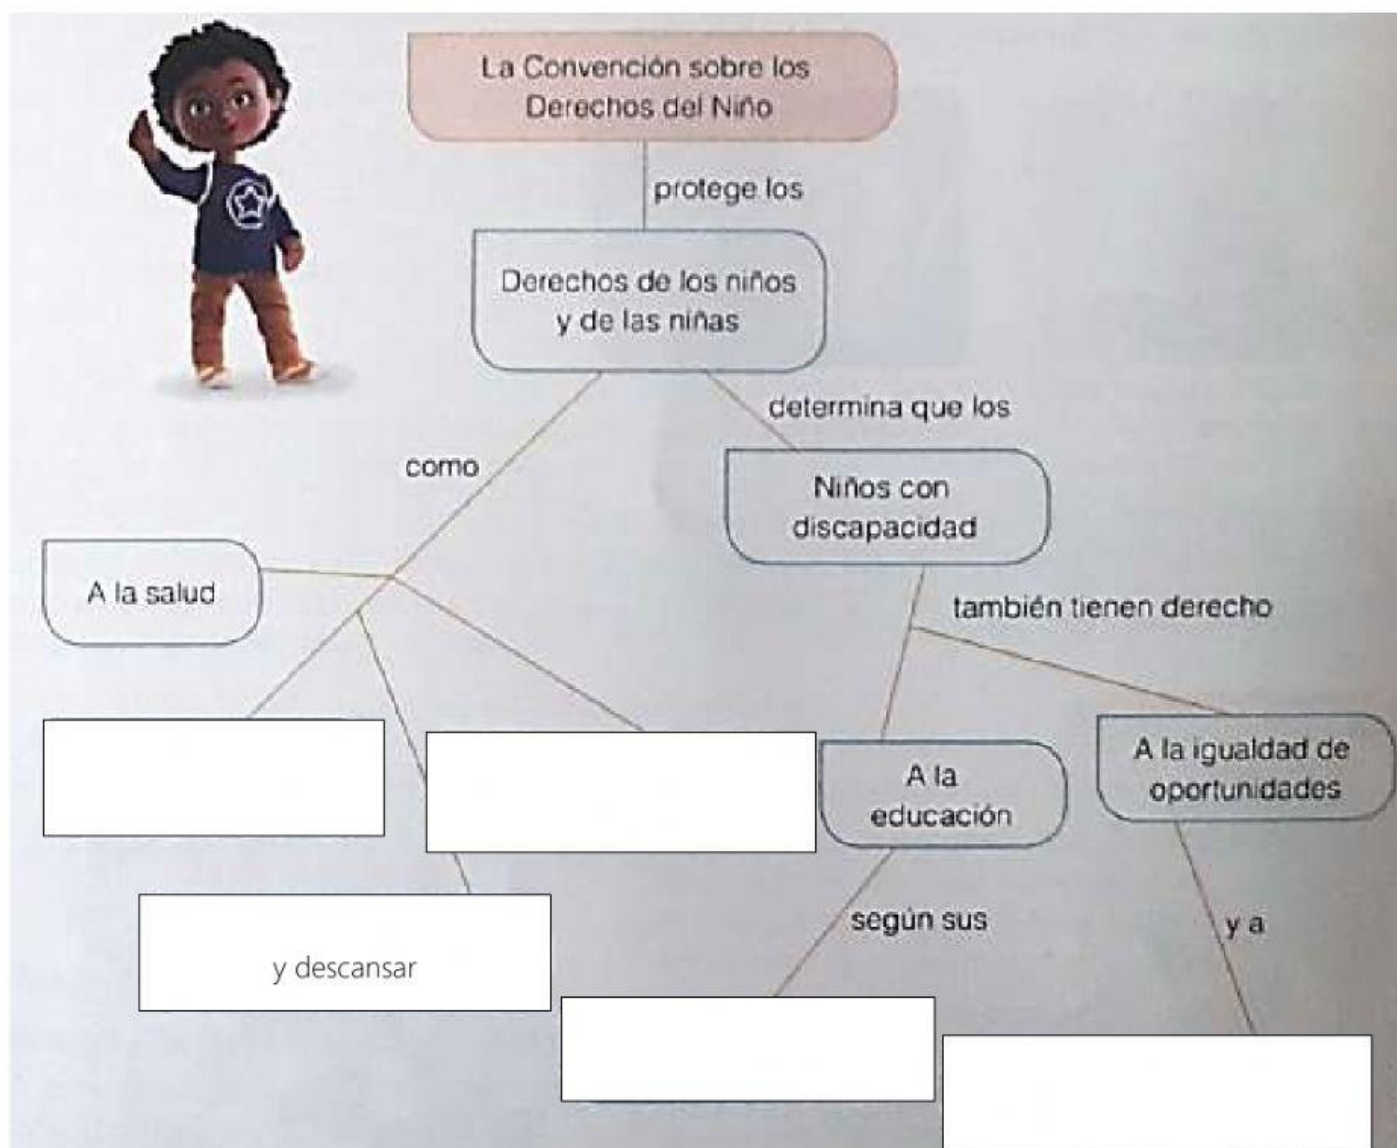 La Convención sobre los
Derechos del Niño
protege los
Derechos de los niños
y de las niñas
determina que los
como
Niños con
discapacidad
A la salud
también tienen derecho
A la igualdad de
oportunidades
A la
educación
según sus
y a
y descansar